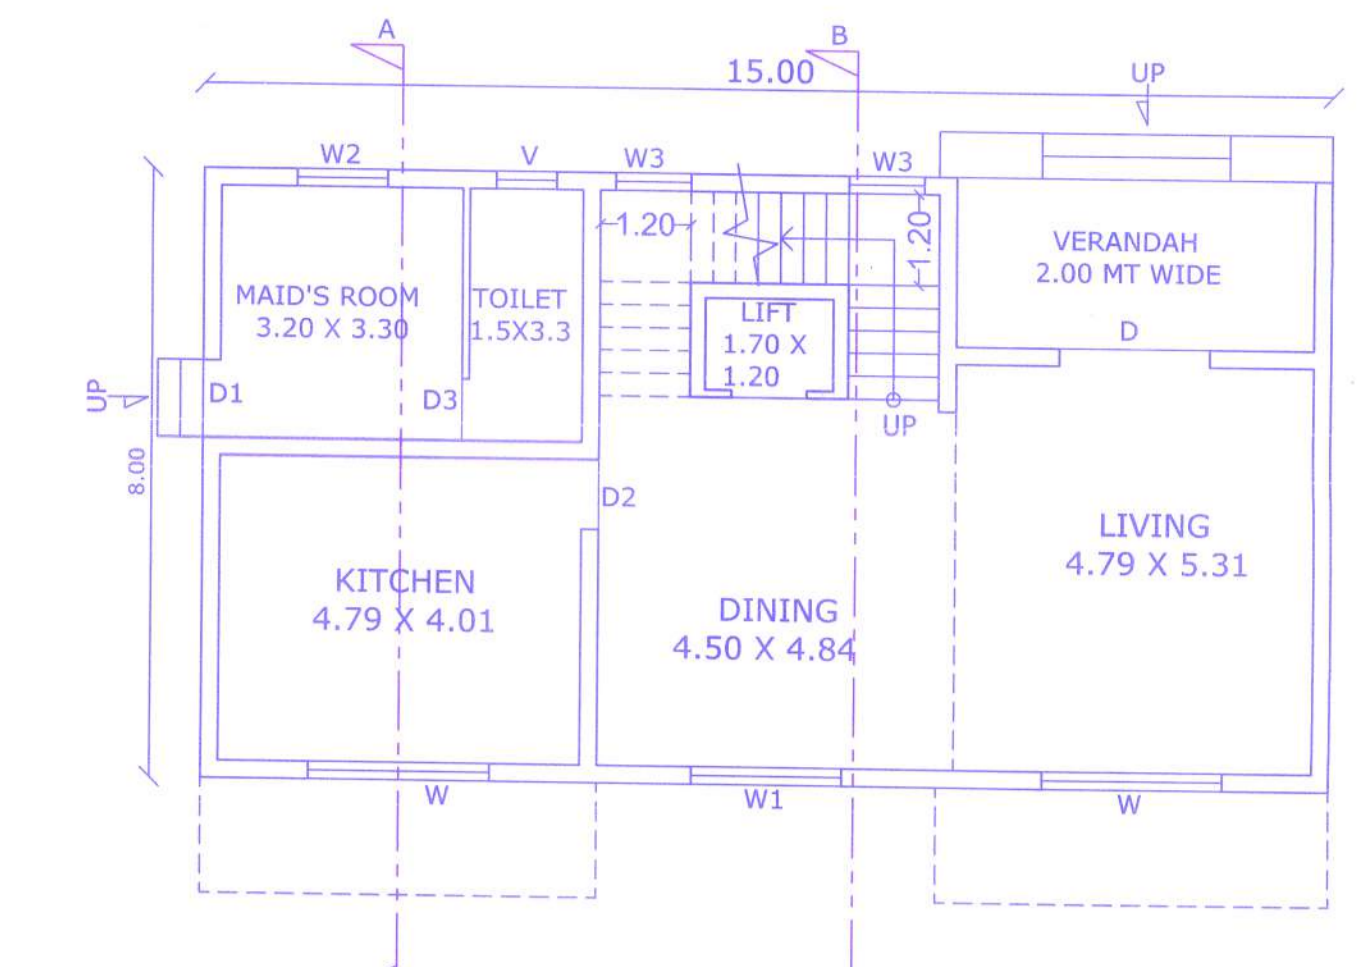 A
B
15.00
UP
W2
V
W3
W3
1.20
1.20
VERANDAH
2.00 MT WIDE
MAID'S ROOM
3.20 X 3.30
TOILET
1.5X3.3
LIFT
1.70 X
1.20
D
UP
D1
D3
UP
8.00
D2
LIVING
4.79 X 5.31
KITCHEN
4.79 X 4.01
DINING
4.50 X 4.84
W
W1
W